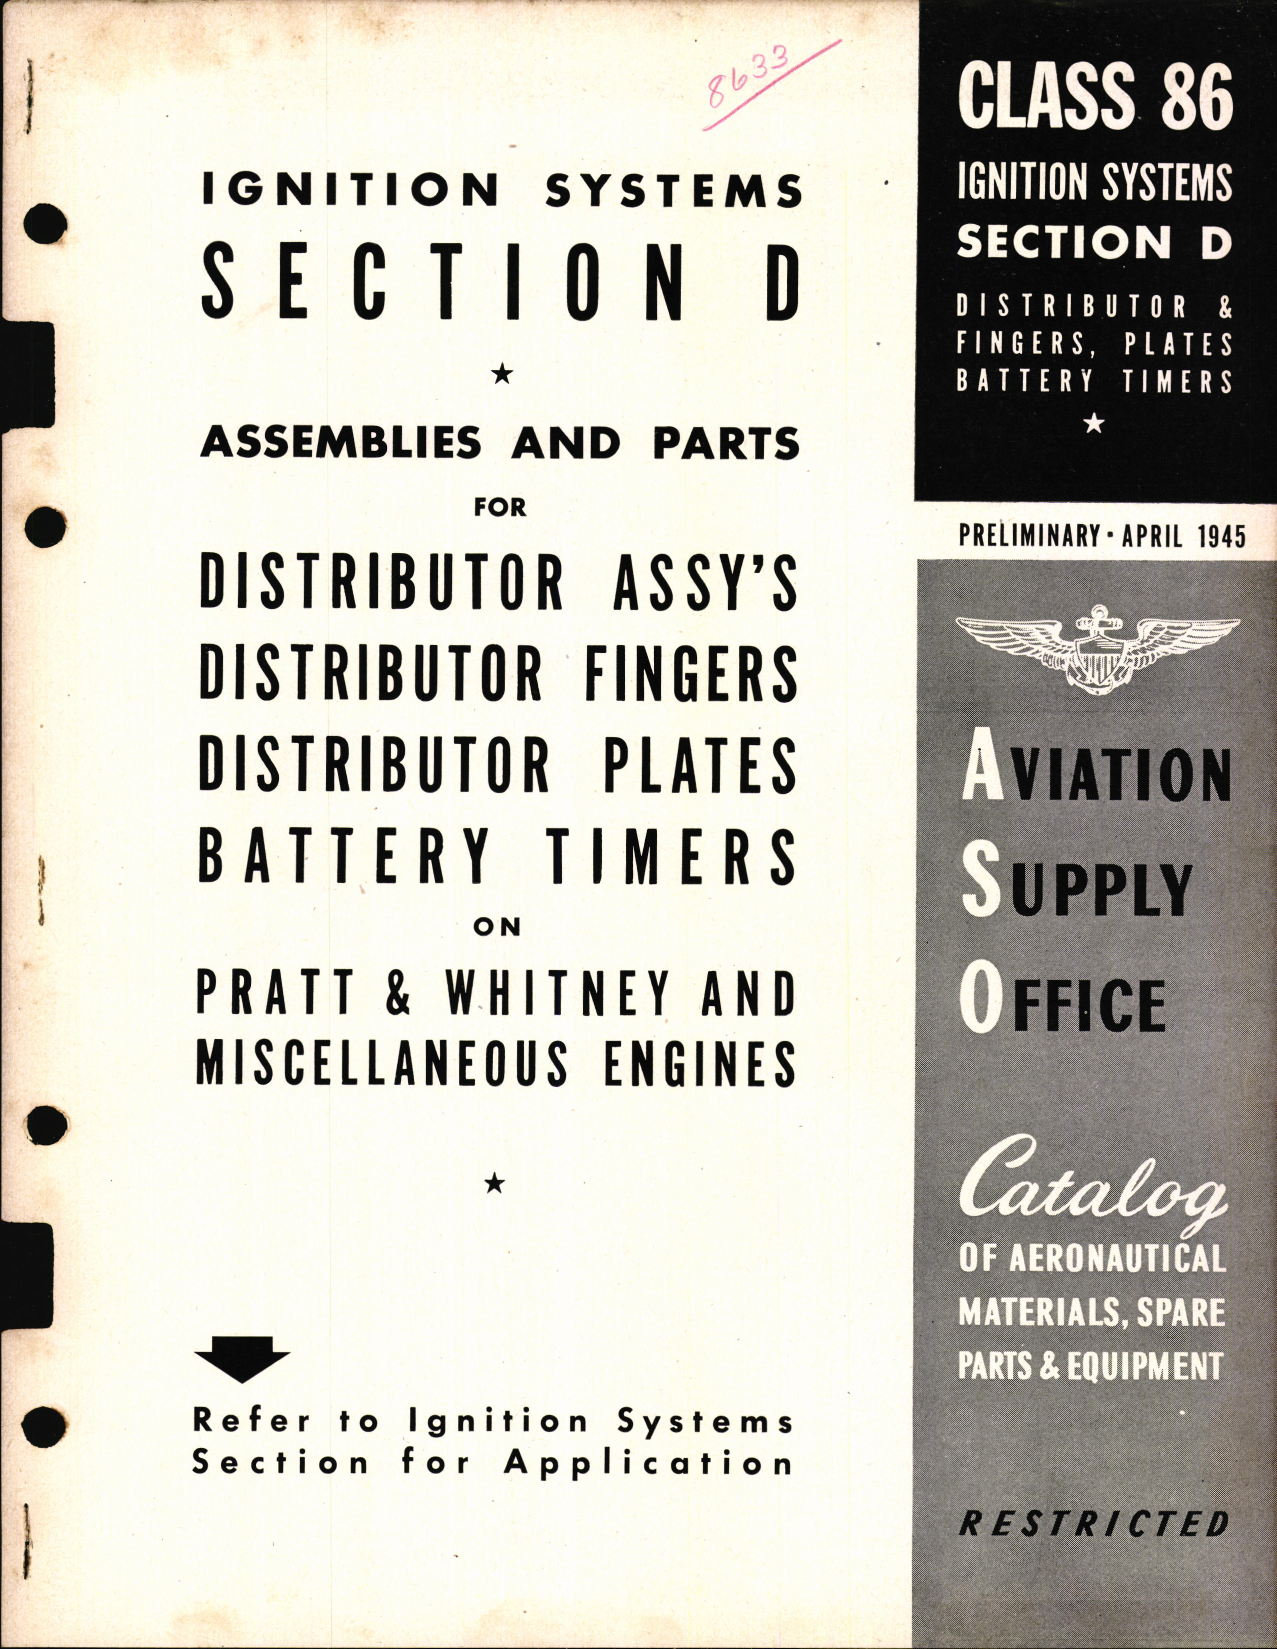 8633
IGNITION SYSTEMS
SECTION D
ASSEMBLIES AND PARTS
FOR
DISTRIBUTOR ASSY'S
DISTRIBUTOR FINGERS
DISTRIBUTOR PLATES
BATTERY TIMERS
ON
PRATT & WHITNEY AND
MISCELLANEOUS ENGINES
Refer to Ignition Systems
Section for Application
CLASS 86
IGNITION SYSTEMS
SECTION D
DISTRIBUTOR &
FINGERS, PLATES
BATTERY TIMERS
PRELIMINARY · APRIL 1945
AVIATION
SUPPLY
OFFICE
Catalog
OF AERONAUTICAL
MATERIALS, SPARE
PARTS & EQUIPMENT
RESTRICTED